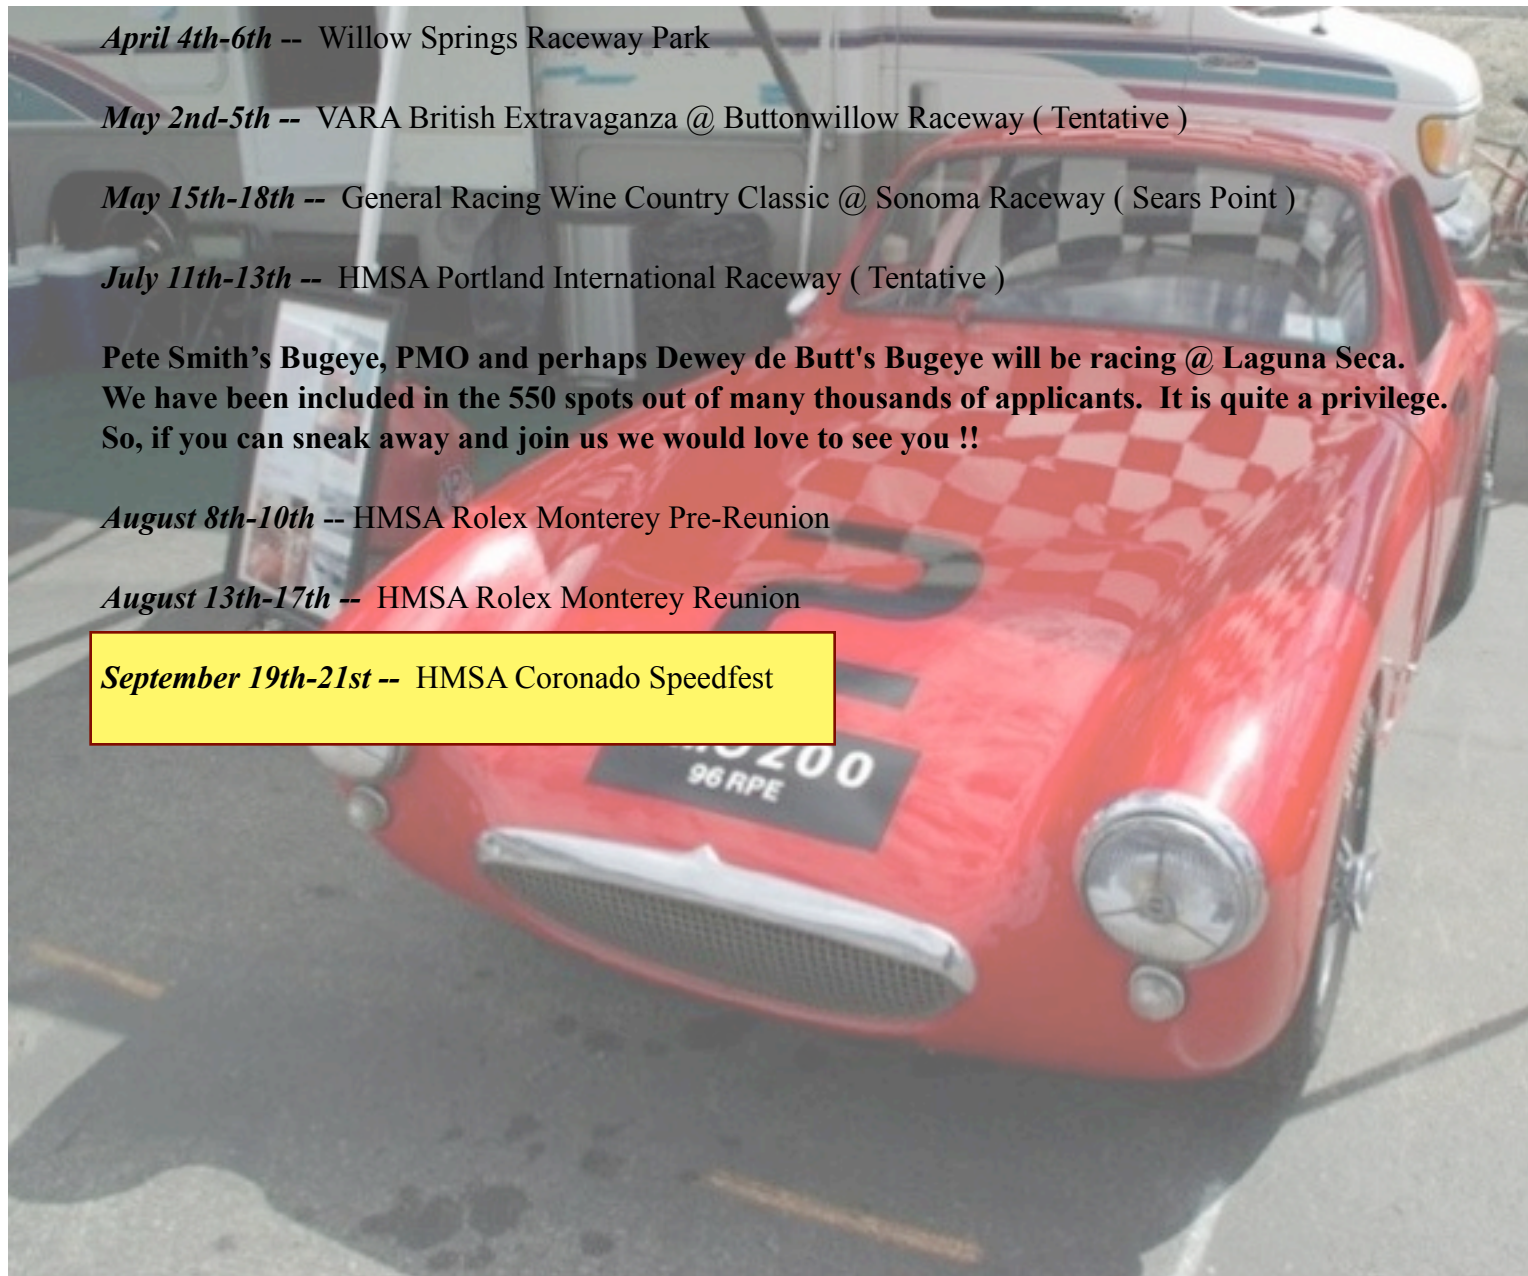 April 4th-6th -- Willow Springs Raceway Park
May 2nd-5th -- VARA British Extravaganza @ Buttonwillow Raceway ( Tentative )
May 15th-18th -- General Racing Wine Country Classic @ Sonoma Raceway ( Sears Point )
July 11th-13th -- HMSA Portland International Raceway ( Tentative )
Pete Smith’s Bugeye, PMO and perhaps Dewey de Butt's Bugeye will be racing @ Laguna Seca.
We have been included in the 550 spots out of many thousands of applicants. It is quite a privilege.
So, if you can sneak away and join us we would love to see you !!
August 8th-10th -- HMSA Rolex Monterey Pre-Reunion
August 13th-17th -- HMSA Rolex Monterey Reunion
September 19th-21st -- HMSA Coronado Speedfest
200
96 RPE